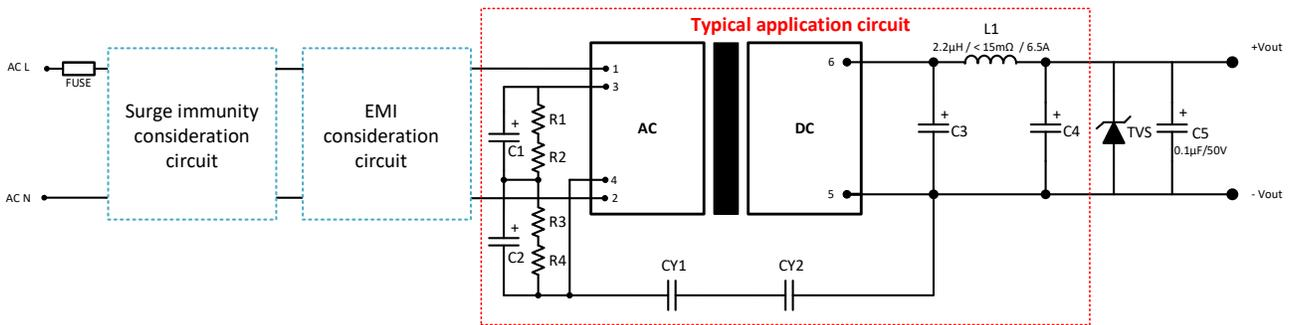 Typical application circuit
L1
2.2µH / < 15mΩ / 6.5A
AC L
FUSE
Surge immunity
consideration
circuit
EMI
consideration
circuit
1
3
4
2
AC
DC
6
5
+
C1
R1
R2
+
C2
R3
R4
CY1
CY2
+
C3
+
C4
TVS
+
C5
0.1µF/50V
+Vout
- Vout
AC N